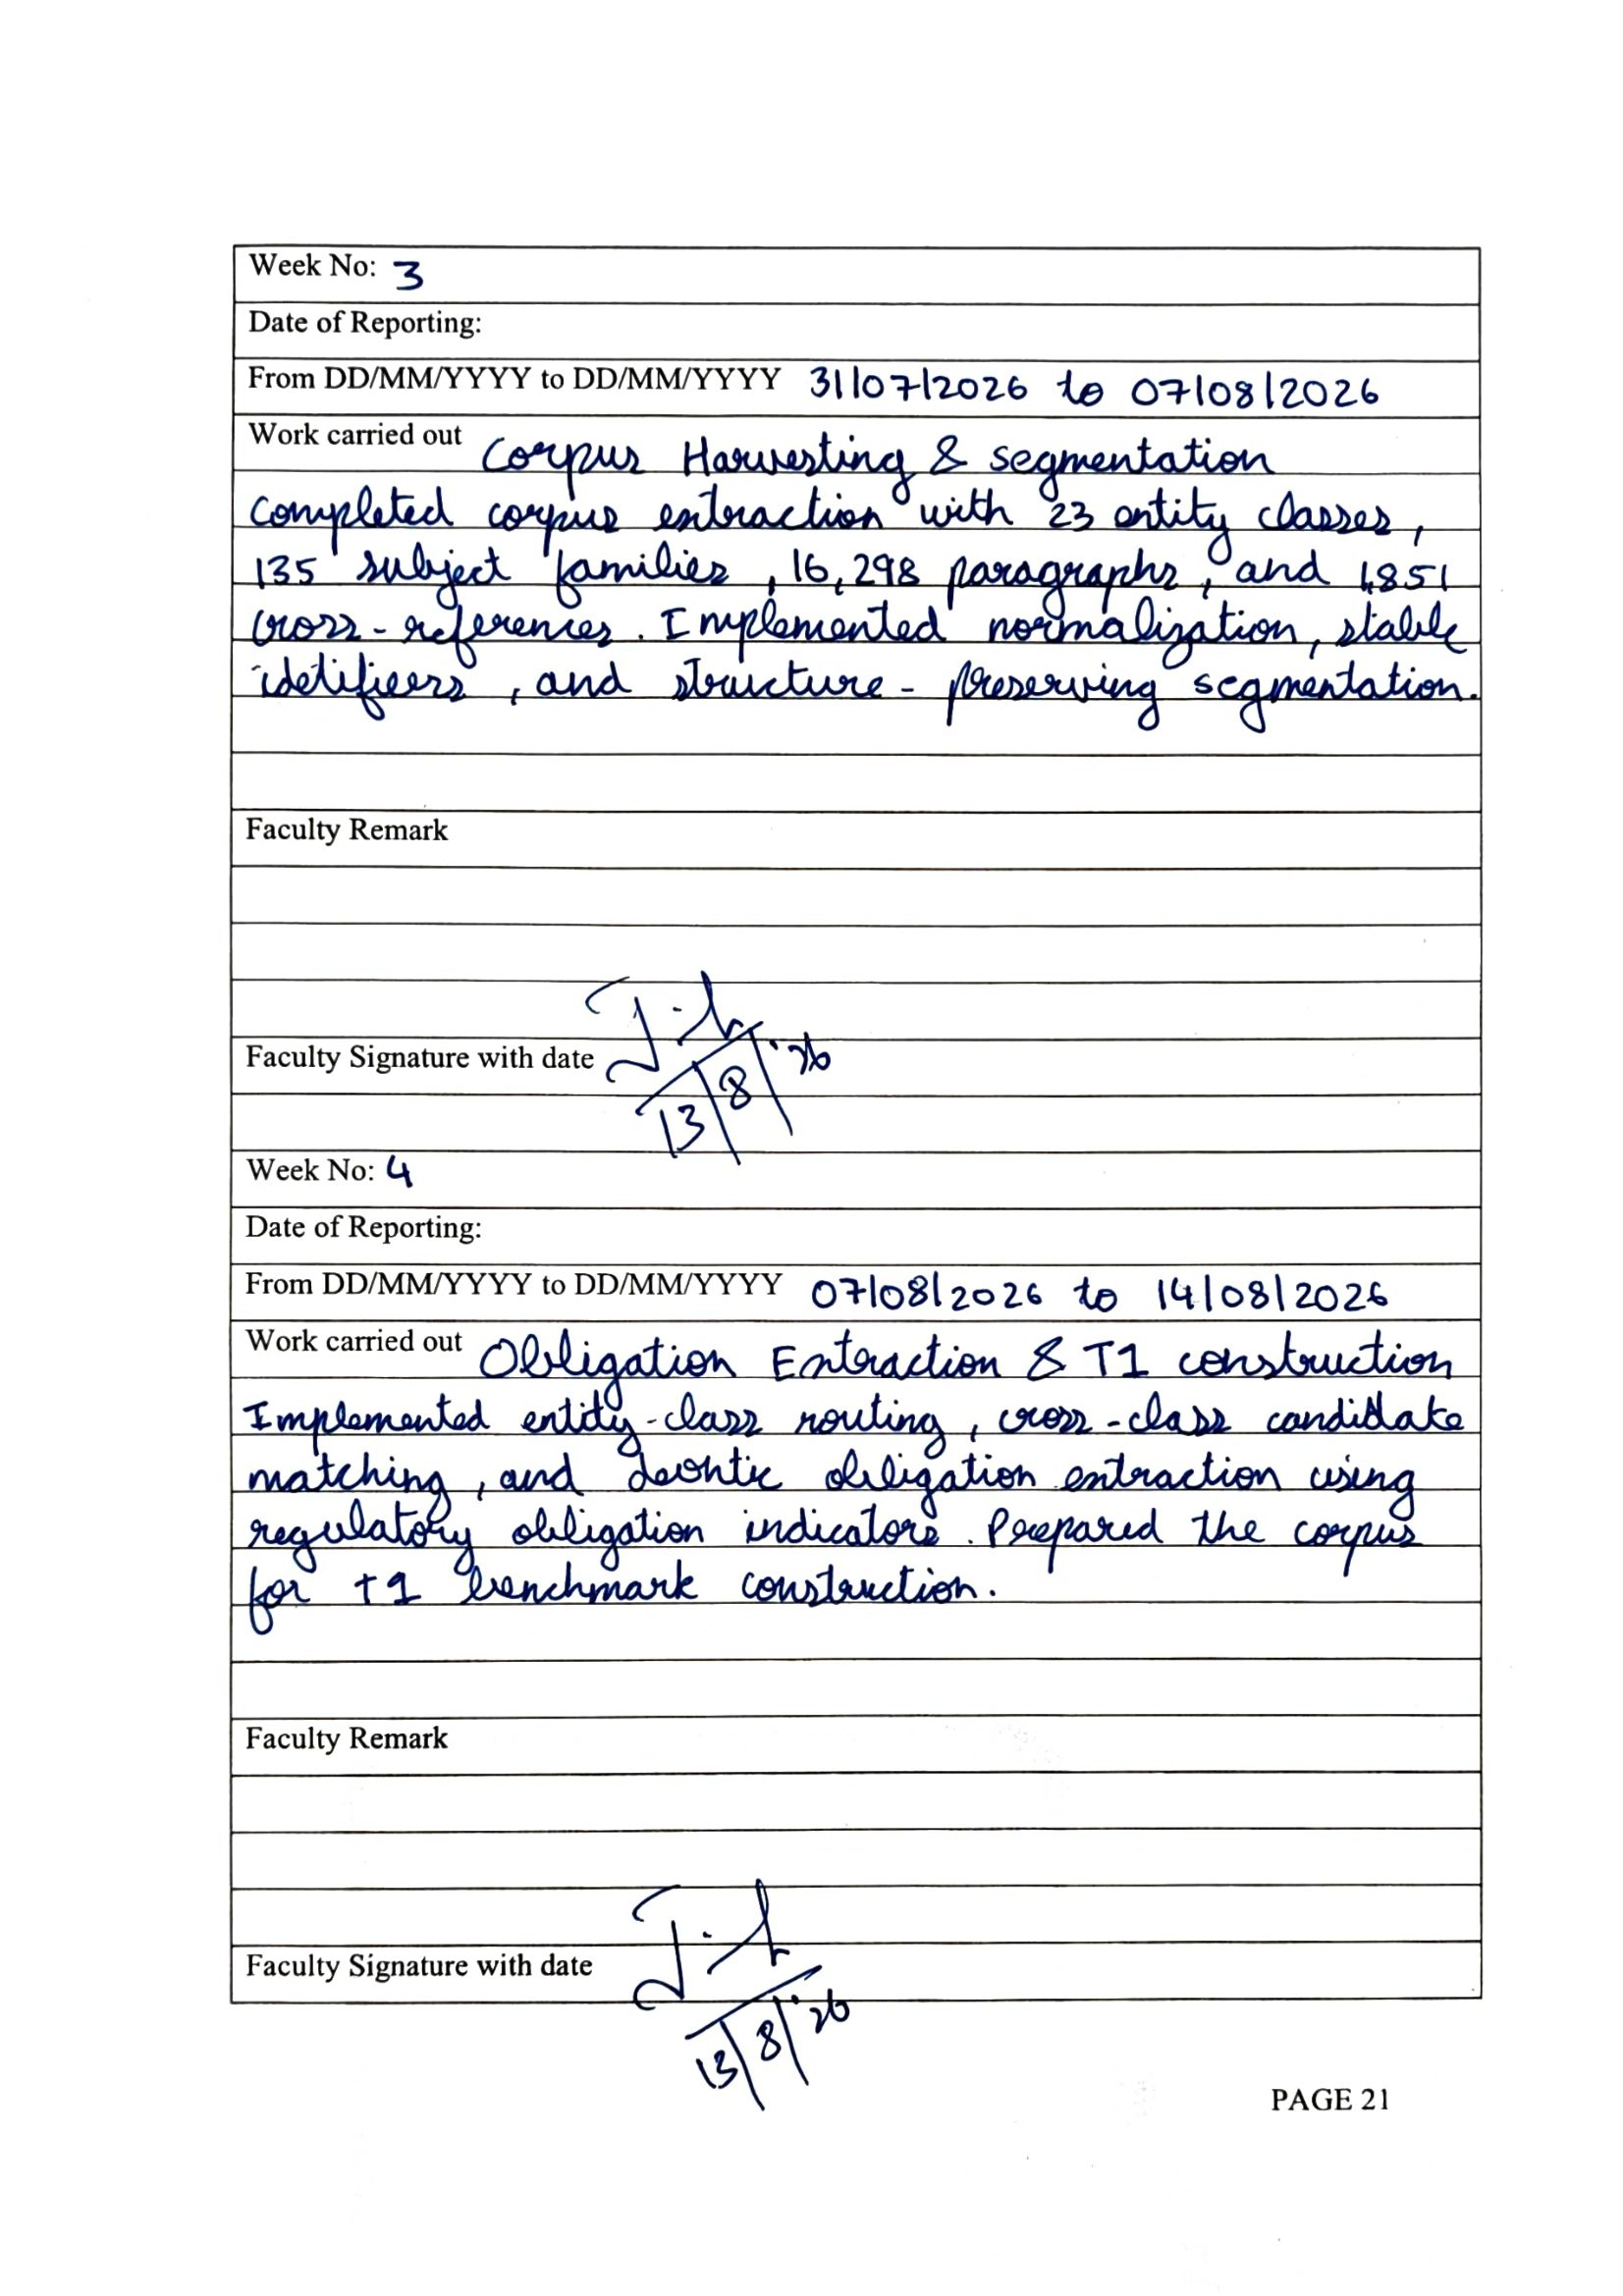 Week No: 3
Date of Reporting:
From DD/MM/YYYY to DD/MM/YYYY 31/07/2026 to 07/08/2026
Work carried out Corpus Harvesting & segmentation
completed corpus extraction with 23 entity classes,
135 subject families, 16,298 paragraphs, and 1,851
cross-references. Implemented normalization, stable
idetifieers, and structure-preserving segmentation.
Faculty Remark
Faculty Signature with date
13/8/'26
Week No: 4
Date of Reporting:
From DD/MM/YYYY to DD/MM/YYYY 07/08/2026 to 14/08/2026
Work carried out Obligation Extraction & T1 construction
Implemented entity-class routing, cross-class candidate
matching, and deontic obligation extraction using
regulatory obligation indicators. Prepared the corpus
for T1 benchmark construction.
Faculty Remark
Faculty Signature with date
13/8/'26
PAGE 21